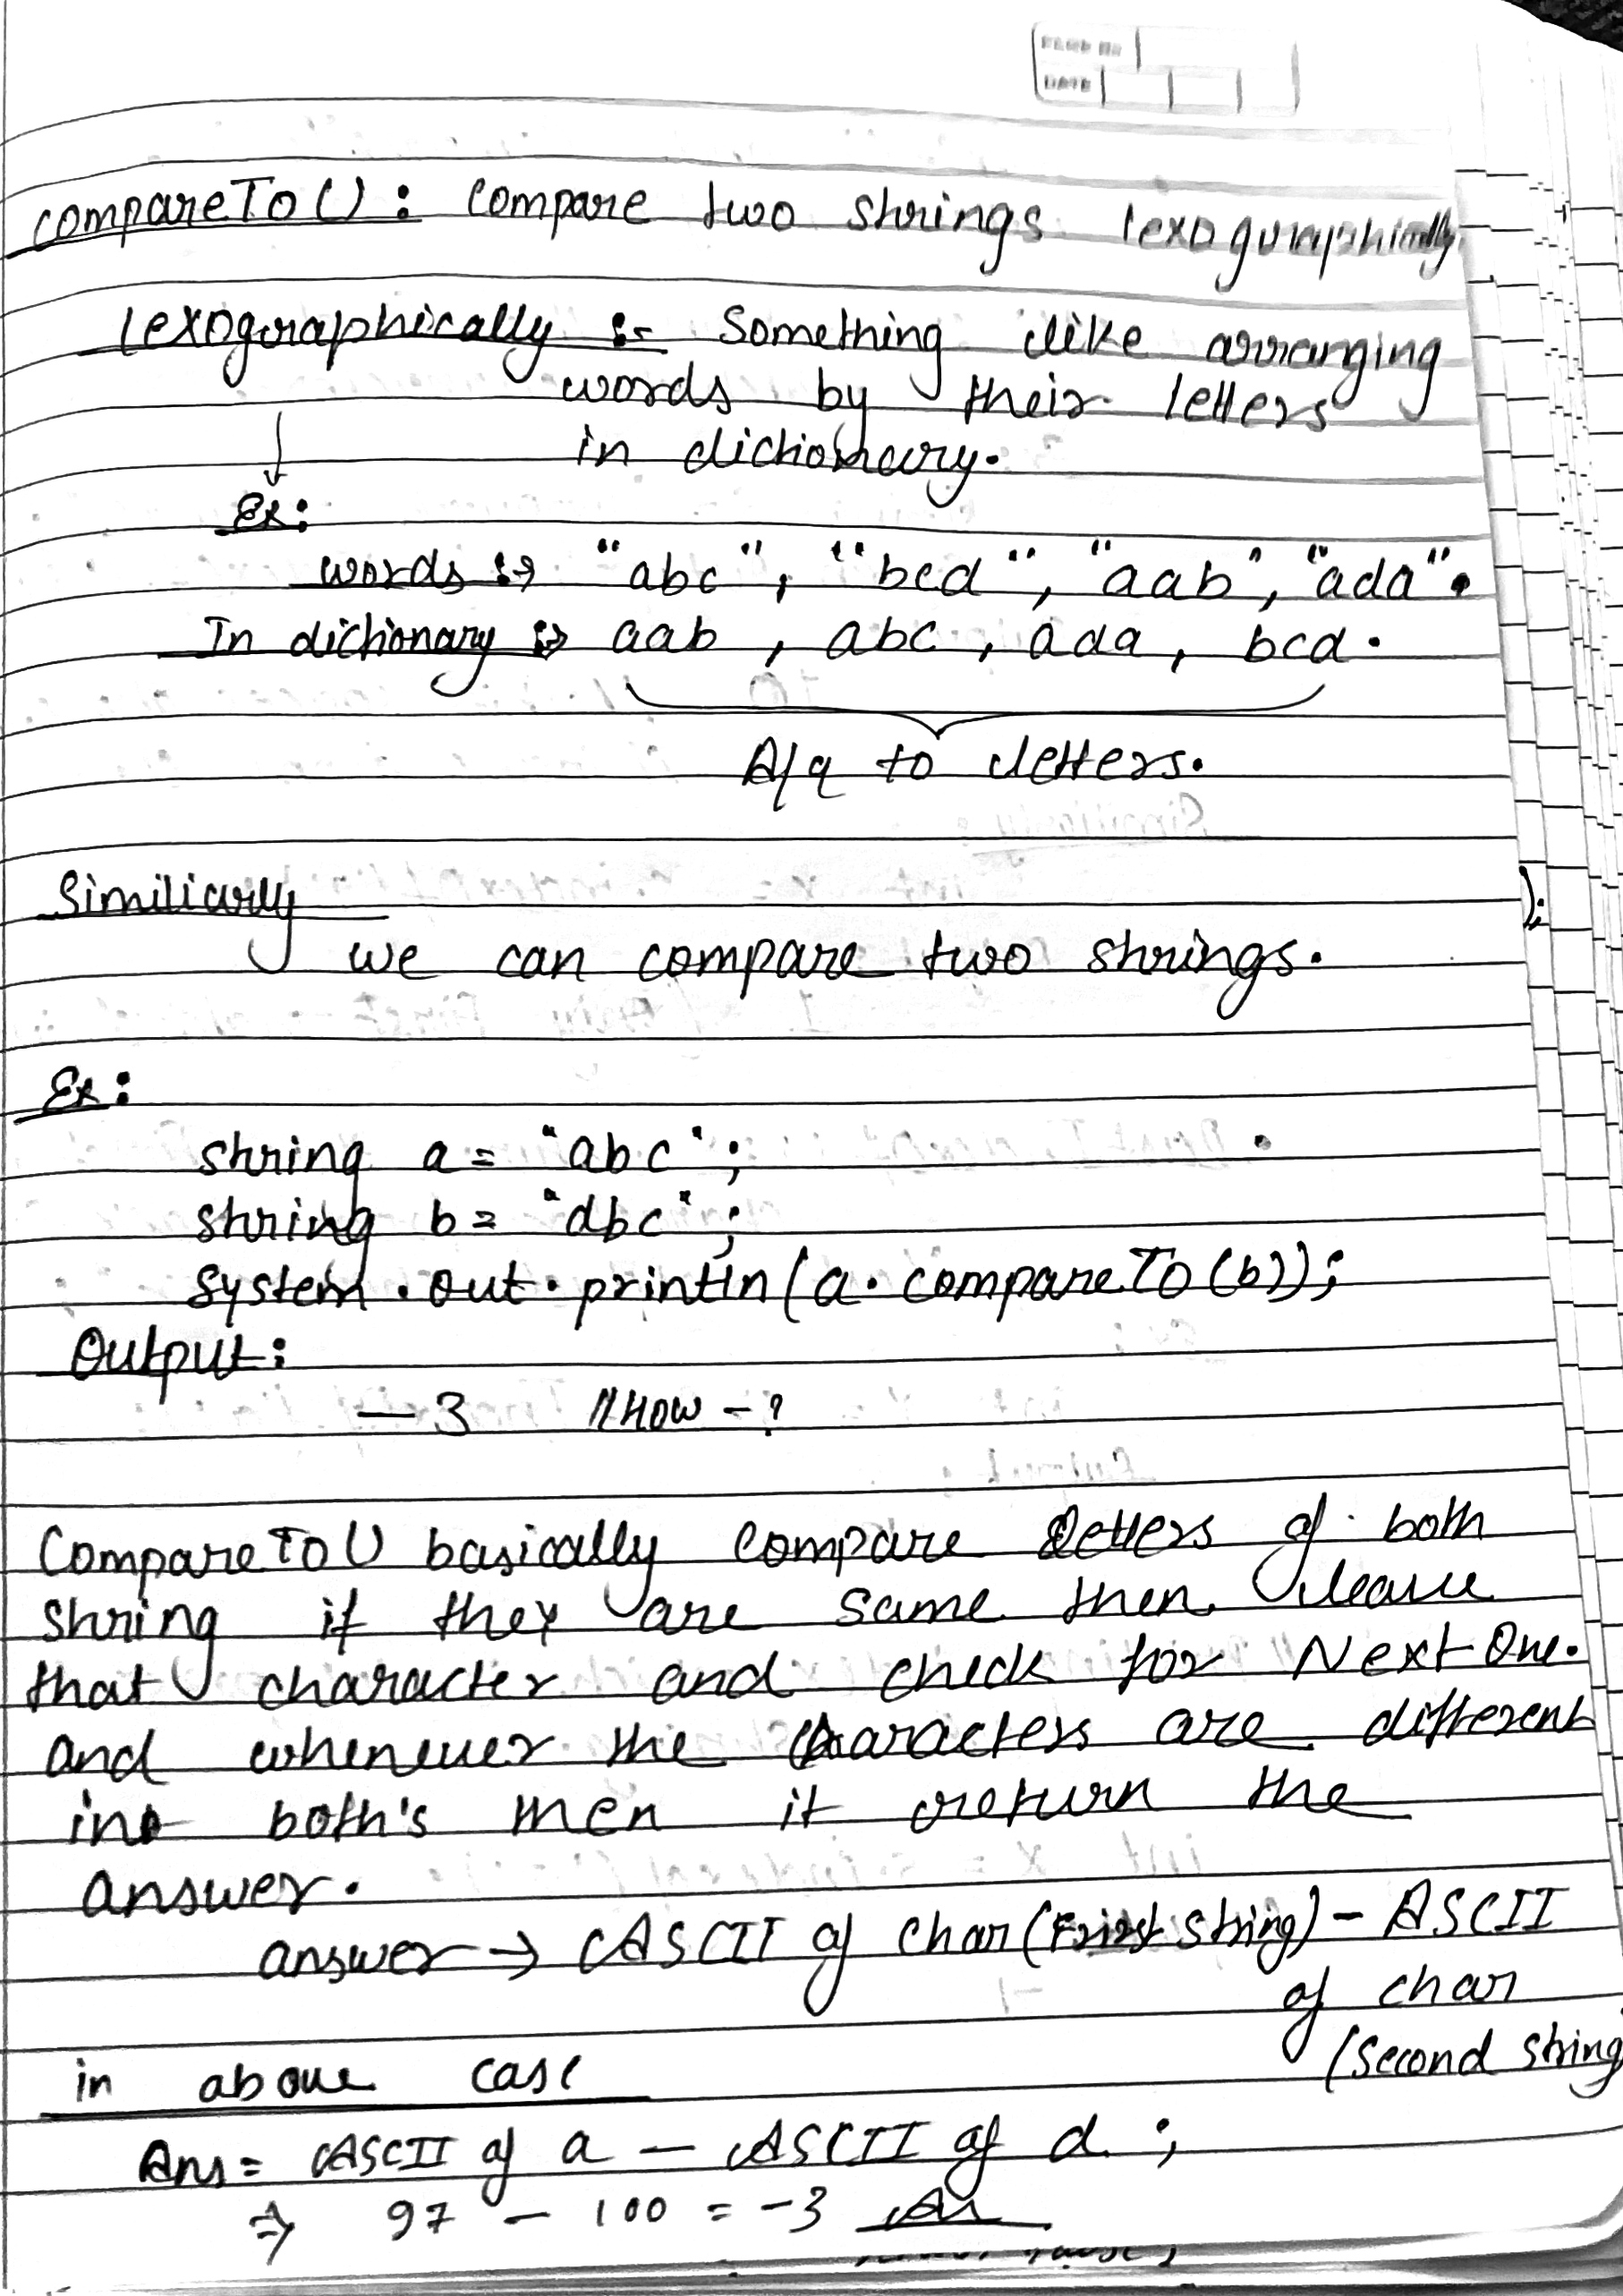 PAGE No
DATE
compareTo(): Compare two strings lexographically
lexographically :- Something like arranging
words by their letters
in dictionary.
Ex:
words :→ "abc", "bcd", "aab", "ada".
In dictionary :→ aab, abc, ada, bcd.
A/q to letters.
Similiarly
we can compare two strings.
);
Ex:
string a = "abc";
string b = "dbc";
System.out.println(a.compareTo(b));
Output:
-3 //HOW -?
CompareTo() basically compare letters of both
string if they are same then leave
that character and check for Next One.
and whenever the characters are different
in both's then it return the
answer.
answer → ASCII of char (First string) - ASCII
of char
(Second string
in above case
Ans = ASCII of a - ASCII of d ;
⇒ 97 - 100 = -3 Ans